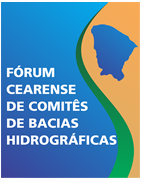 FÓRUM
CEARENSE
DE COMITÊS
DE BACIAS
HIDROGRÁFICAS